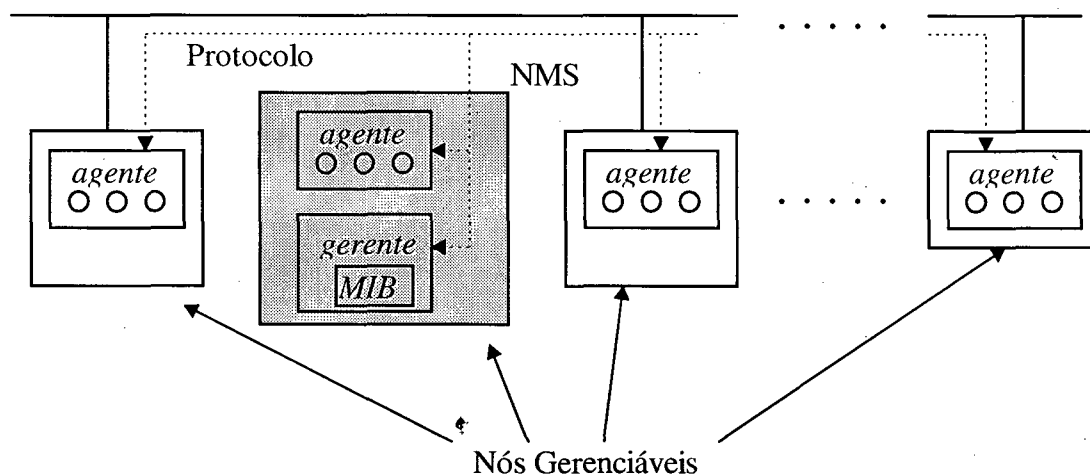 Protocolo
NMS
agente
agente
agente
agente
gerente
MIB
Nós Gerenciáveis